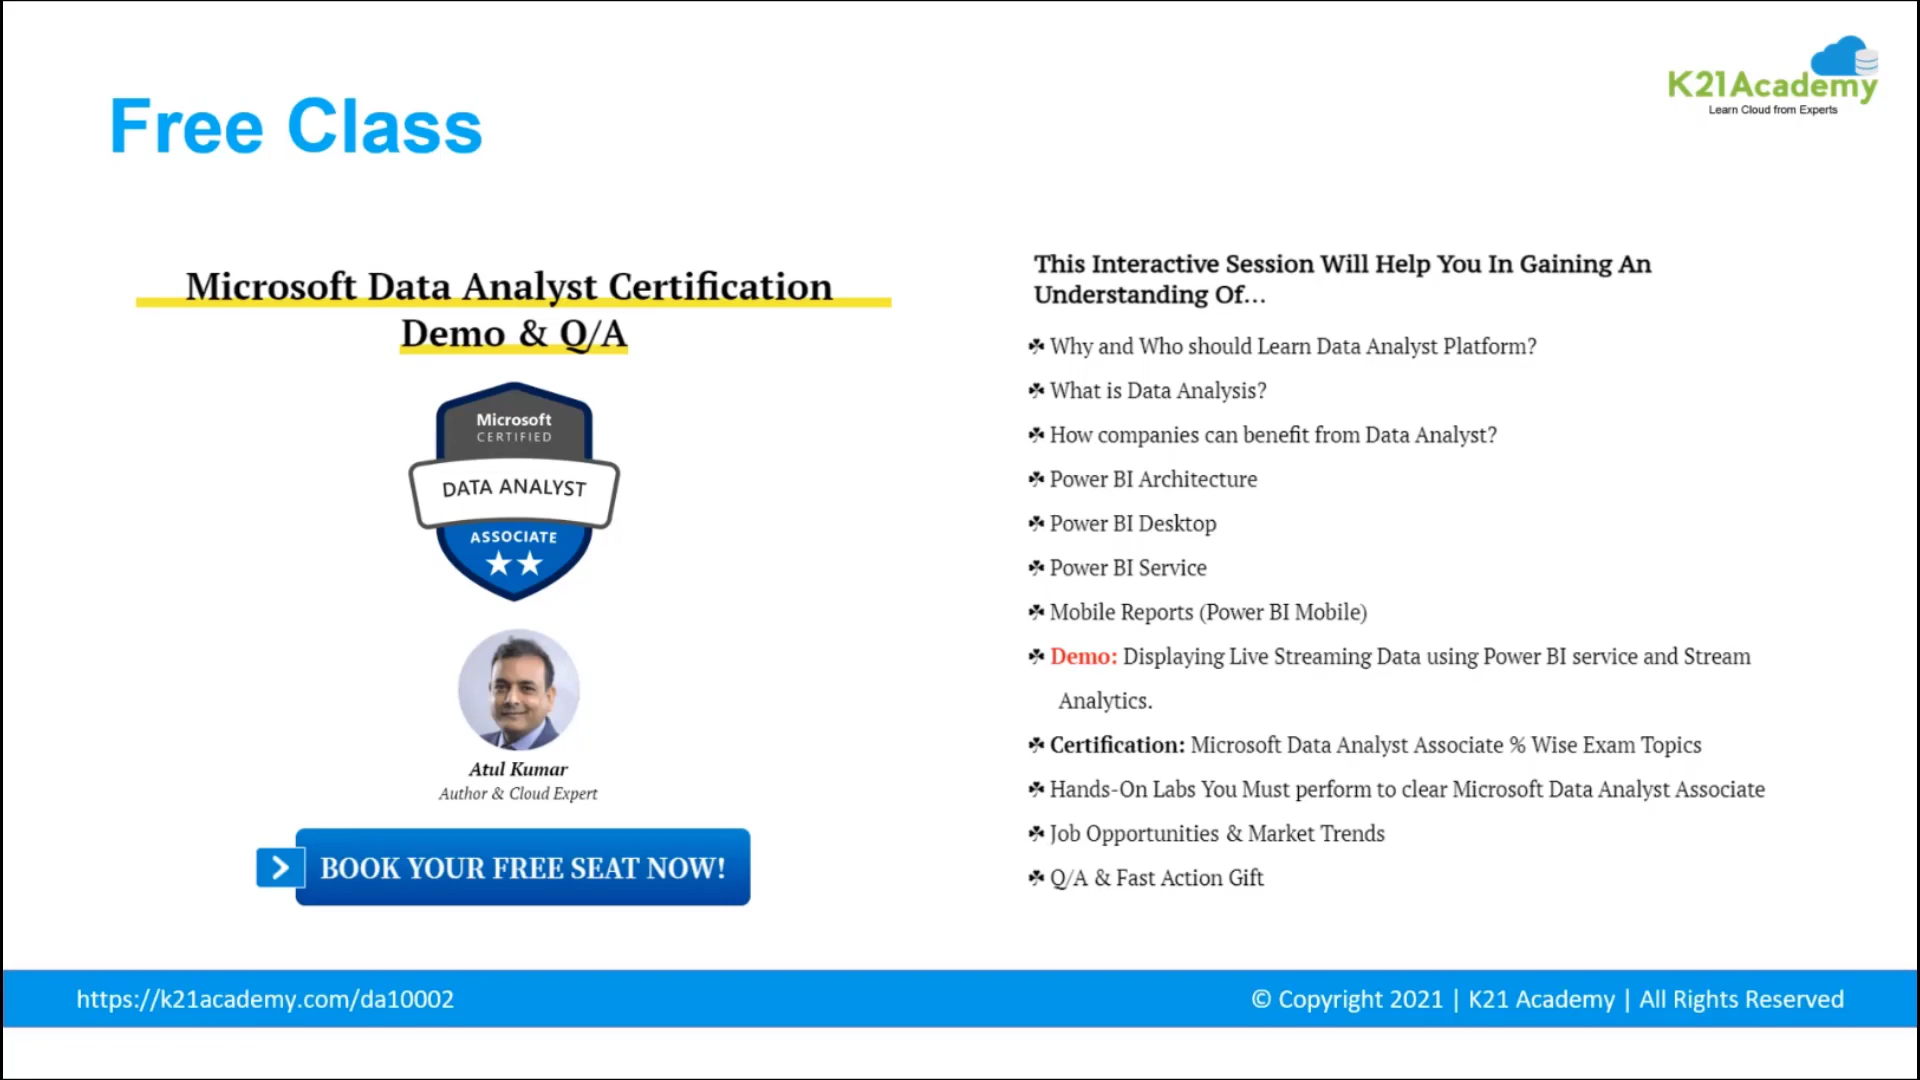 K21Academy
Learn Cloud from Experts
Free Class
Microsoft Data Analyst Certification
Demo & Q/A
Microsoft
CERTIFIED
DATA ANALYST
ASSOCIATE
Atul Kumar
Author & Cloud Expert
BOOK YOUR FREE SEAT NOW!
This Interactive Session Will Help You In Gaining An
Understanding Of...
Why and Who should Learn Data Analyst Platform?
What is Data Analysis?
How companies can benefit from Data Analyst?
Power BI Architecture
Power BI Desktop
Power BI Service
Mobile Reports (Power BI Mobile)
Demo: Displaying Live Streaming Data using Power BI service and Stream
Analytics.
Certification: Microsoft Data Analyst Associate % Wise Exam Topics
Hands-On Labs You Must perform to clear Microsoft Data Analyst Associate
Job Opportunities & Market Trends
Q/A & Fast Action Gift
https://k21academy.com/da10002
© Copyright 2021 | K21 Academy | All Rights Reserved